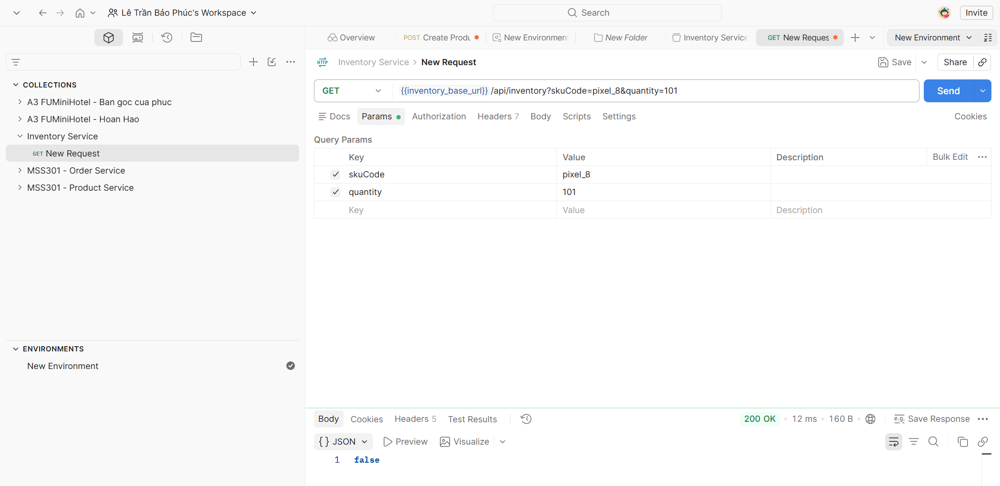 Lê Trần Bảo Phúc's Workspace
Search
Invite
Overview
POST Create Produ
New Environment
New Folder
Inventory Service
GET New Reques
New Environment
Inventory Service > New Request
Save
Share
COLLECTIONS
A3 FUMiniHotel - Ban goc cua phuc
A3 FUMiniHotel - Hoan Hao
Inventory Service
GET New Request
MSS301 - Order Service
MSS301 - Product Service
ENVIRONMENTS
New Environment
HTTP
GET
{{inventory_base_url}} /api/inventory?skuCode=pixel_8&quantity=101
Send
Docs
Params
Authorization
Headers 7
Body
Scripts
Settings
Cookies
Query Params
Key Value Description Bulk Edit
skuCode pixel_8
quantity 101
Key Value Description
Body
Cookies
Headers 5
Test Results
200 OK
12 ms
160 B
e.g. Save Response
{} JSON
Preview
Visualize
1 false